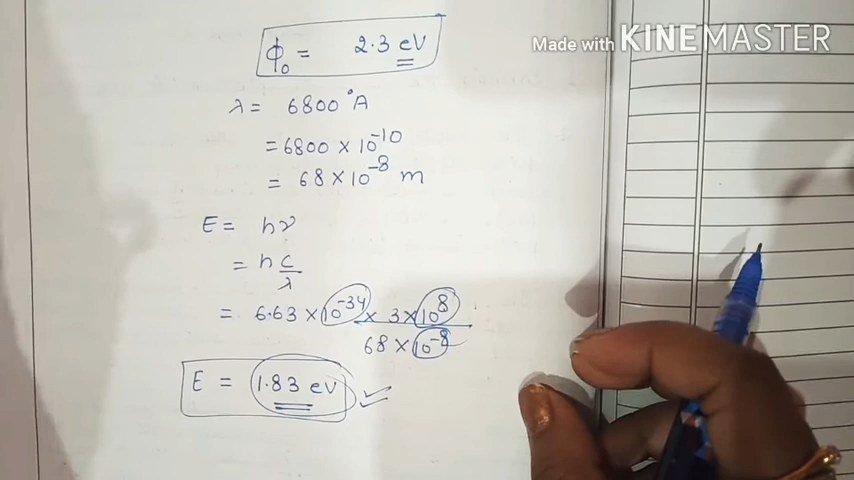 Made with KINEMASTER
Φ₀ = 2.3 eV
λ = 6800 °A
= 6800 × 10⁻¹⁰
= 68 × 10⁻⁸ m
E = hν
= h c/λ
= 6.63 × 10⁻³⁴ × 3 × 10⁸
68 × 10⁻⁸
E = 1.83 eV